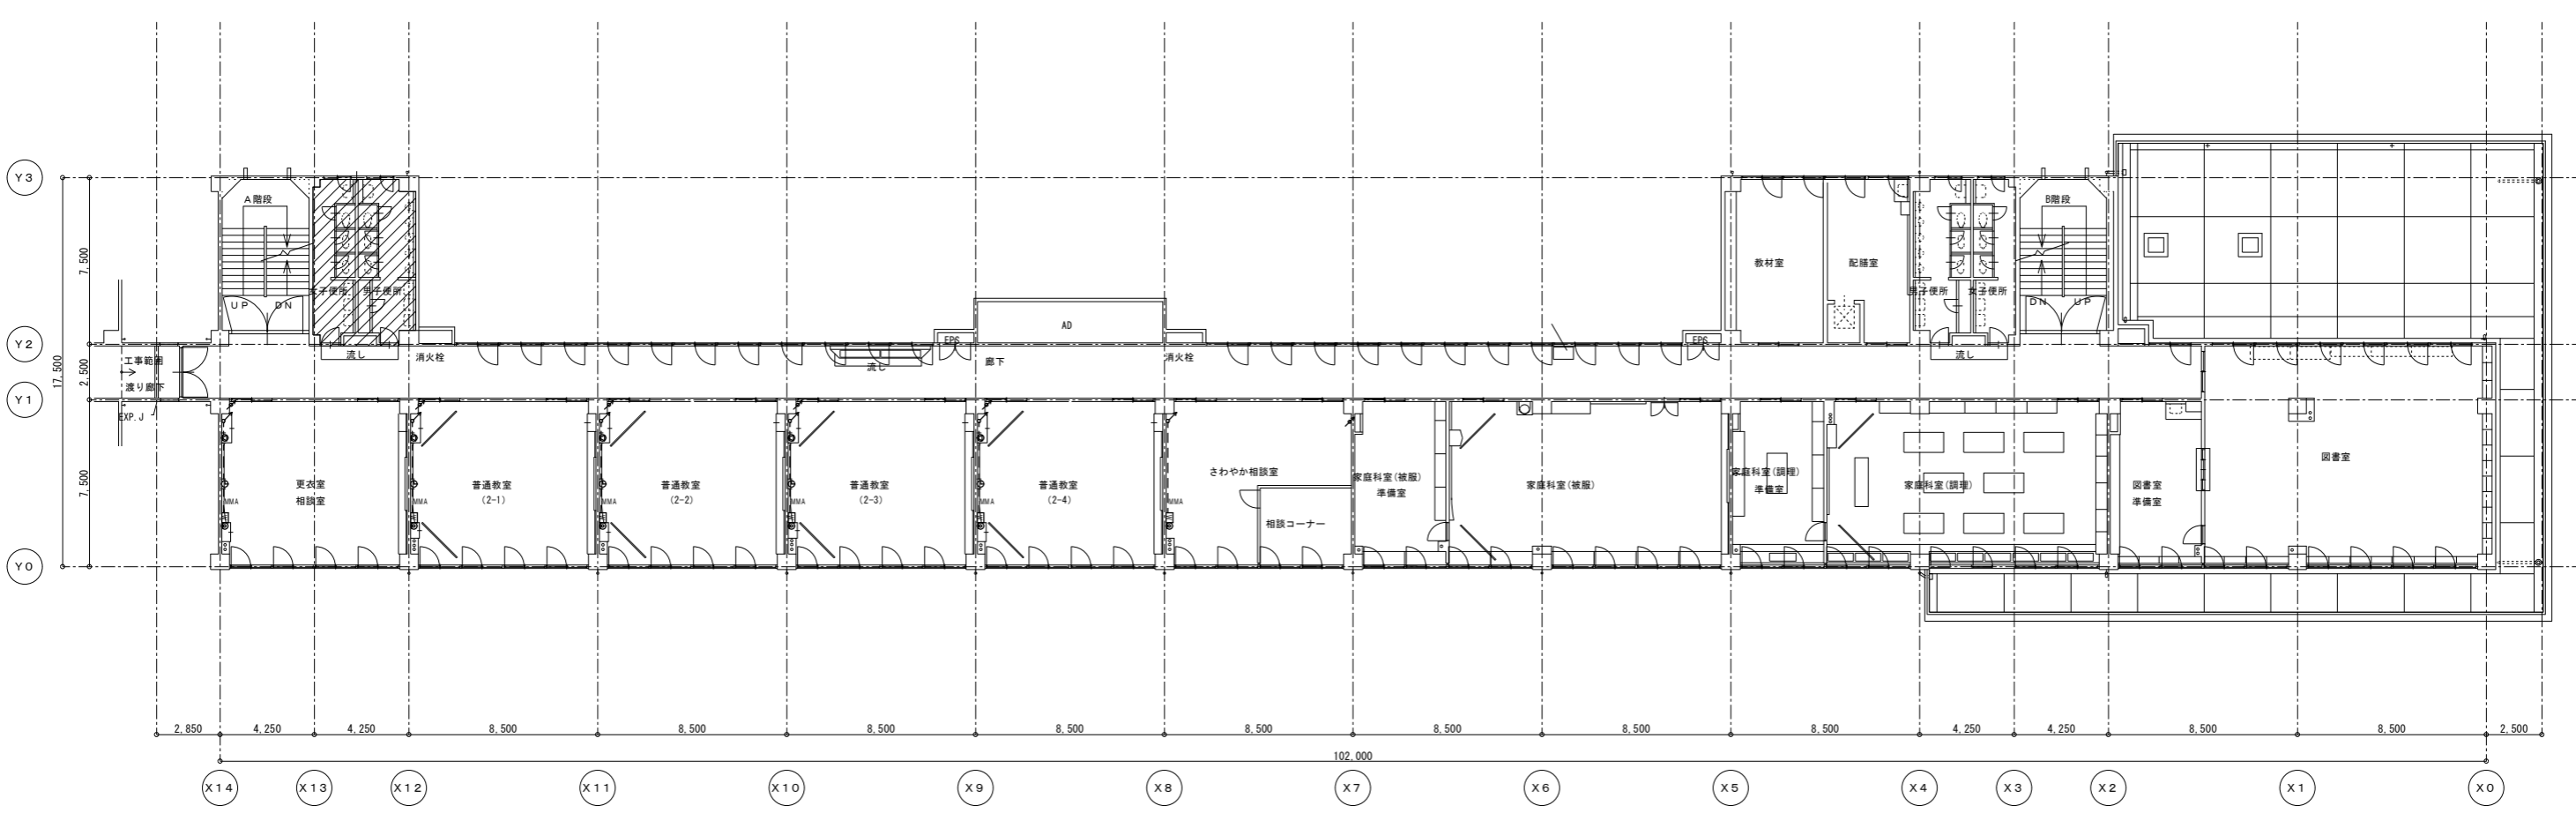 Y3
A階段
B階段
7,500
教材室
配膳室
女子便所
男子便所
男子便所
女子便所
UP
DN
DN
UP
Y2
流し
消火栓
流し
EPS
AD
廊下
消火栓
EPS
流し
17,500
2,500
工事範囲
渡り廊下
Y1
EXP.J
7,500
更衣室
相談室
普通教室
(2-1)
普通教室
(2-2)
普通教室
(2-3)
普通教室
(2-4)
さわやか相談室
相談コーナー
家庭科室(被服)
準備室
家庭科室(被服)
家庭科室(調理)
準備室
家庭科室(調理)
図書室
準備室
図書室
MMA
MMA
MMA
MMA
MMA
MMA
Y0
2,850
4,250
4,250
8,500
8,500
8,500
8,500
8,500
8,500
8,500
8,500
4,250
4,250
8,500
8,500
2,500
102,000
X14
X13
X12
X11
X10
X9
X8
X7
X6
X5
X4
X3
X2
X1
X0